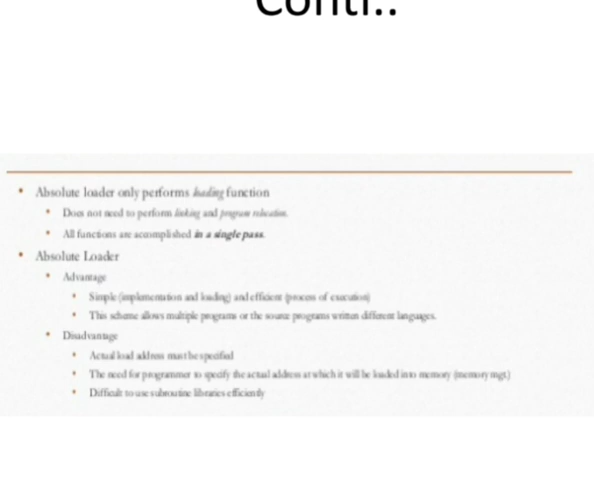 Conti..
• Absolute loader only performs loading function
• Does not need to perform linking and program relocation.
• All functions are accomplished in a single pass.
• Absolute Loader
• Advantage
• Simple (implementation and loading) and efficient (process of execution)
• This scheme allows multiple programs or the source programs written different languages.
• Disadvantage
• Actual load address must be specified
• The need for programmer to specify the actual address at which it will be loaded into memory (memory mgt.)
• Difficult to use subroutine libraries efficiently